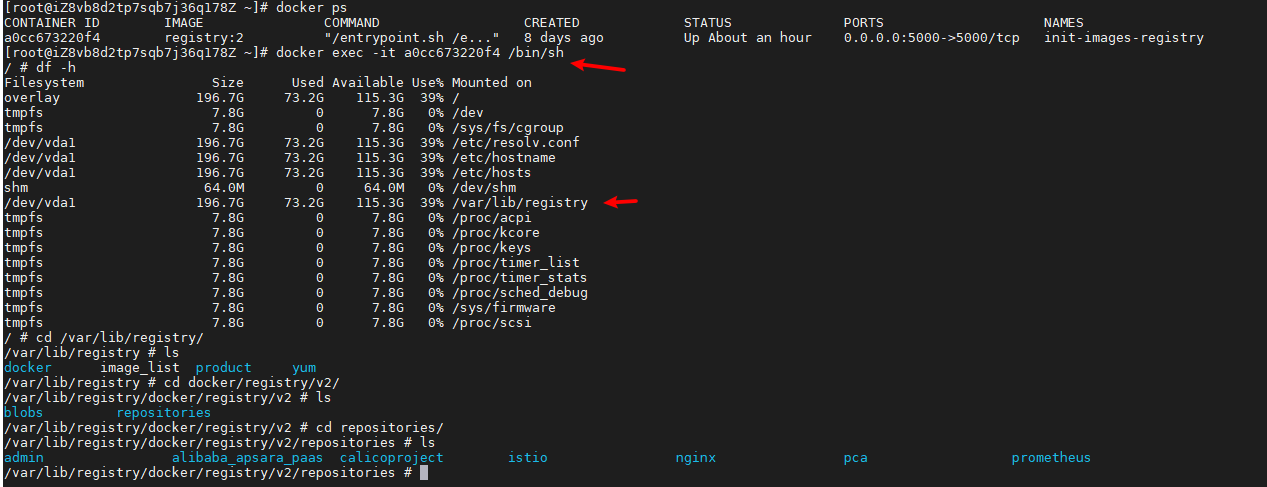 [root@iZ8vb8d2tp7sqb7j36q178Z ~]# docker ps
CONTAINER ID        IMAGE               COMMAND                  CREATED             STATUS              PORTS                    NAMES
a0cc673220f4        registry:2          "/entrypoint.sh /e..."   8 days ago          Up About an hour    0.0.0.0:5000->5000/tcp   init-images-registry
[root@iZ8vb8d2tp7sqb7j36q178Z ~]# docker exec -it a0cc673220f4 /bin/sh
/ # df -h
Filesystem                Size      Used Available Use% Mounted on
overlay                 196.7G     73.2G    115.3G  39% /
tmpfs                     7.8G         0      7.8G   0% /dev
tmpfs                     7.8G         0      7.8G   0% /sys/fs/cgroup
/dev/vda1               196.7G     73.2G    115.3G  39% /etc/resolv.conf
/dev/vda1               196.7G     73.2G    115.3G  39% /etc/hostname
/dev/vda1               196.7G     73.2G    115.3G  39% /etc/hosts
shm                      64.0M         0     64.0M   0% /dev/shm
/dev/vda1               196.7G     73.2G    115.3G  39% /var/lib/registry
tmpfs                     7.8G         0      7.8G   0% /proc/acpi
tmpfs                     7.8G         0      7.8G   0% /proc/kcore
tmpfs                     7.8G         0      7.8G   0% /proc/keys
tmpfs                     7.8G         0      7.8G   0% /proc/timer_list
tmpfs                     7.8G         0      7.8G   0% /proc/timer_stats
tmpfs                     7.8G         0      7.8G   0% /proc/sched_debug
tmpfs                     7.8G         0      7.8G   0% /sys/firmware
tmpfs                     7.8G         0      7.8G   0% /proc/scsi
/ # cd /var/lib/registry/
/var/lib/registry # ls
docker      image_list  product     yum
/var/lib/registry # cd docker/registry/v2/
/var/lib/registry/docker/registry/v2 # ls
blobs         repositories
/var/lib/registry/docker/registry/v2 # cd repositories/
/var/lib/registry/docker/registry/v2/repositories # ls
admin                alibaba_apsara_paas  calicoproject        istio                nginx                pca                  prometheus
/var/lib/registry/docker/registry/v2/repositories #